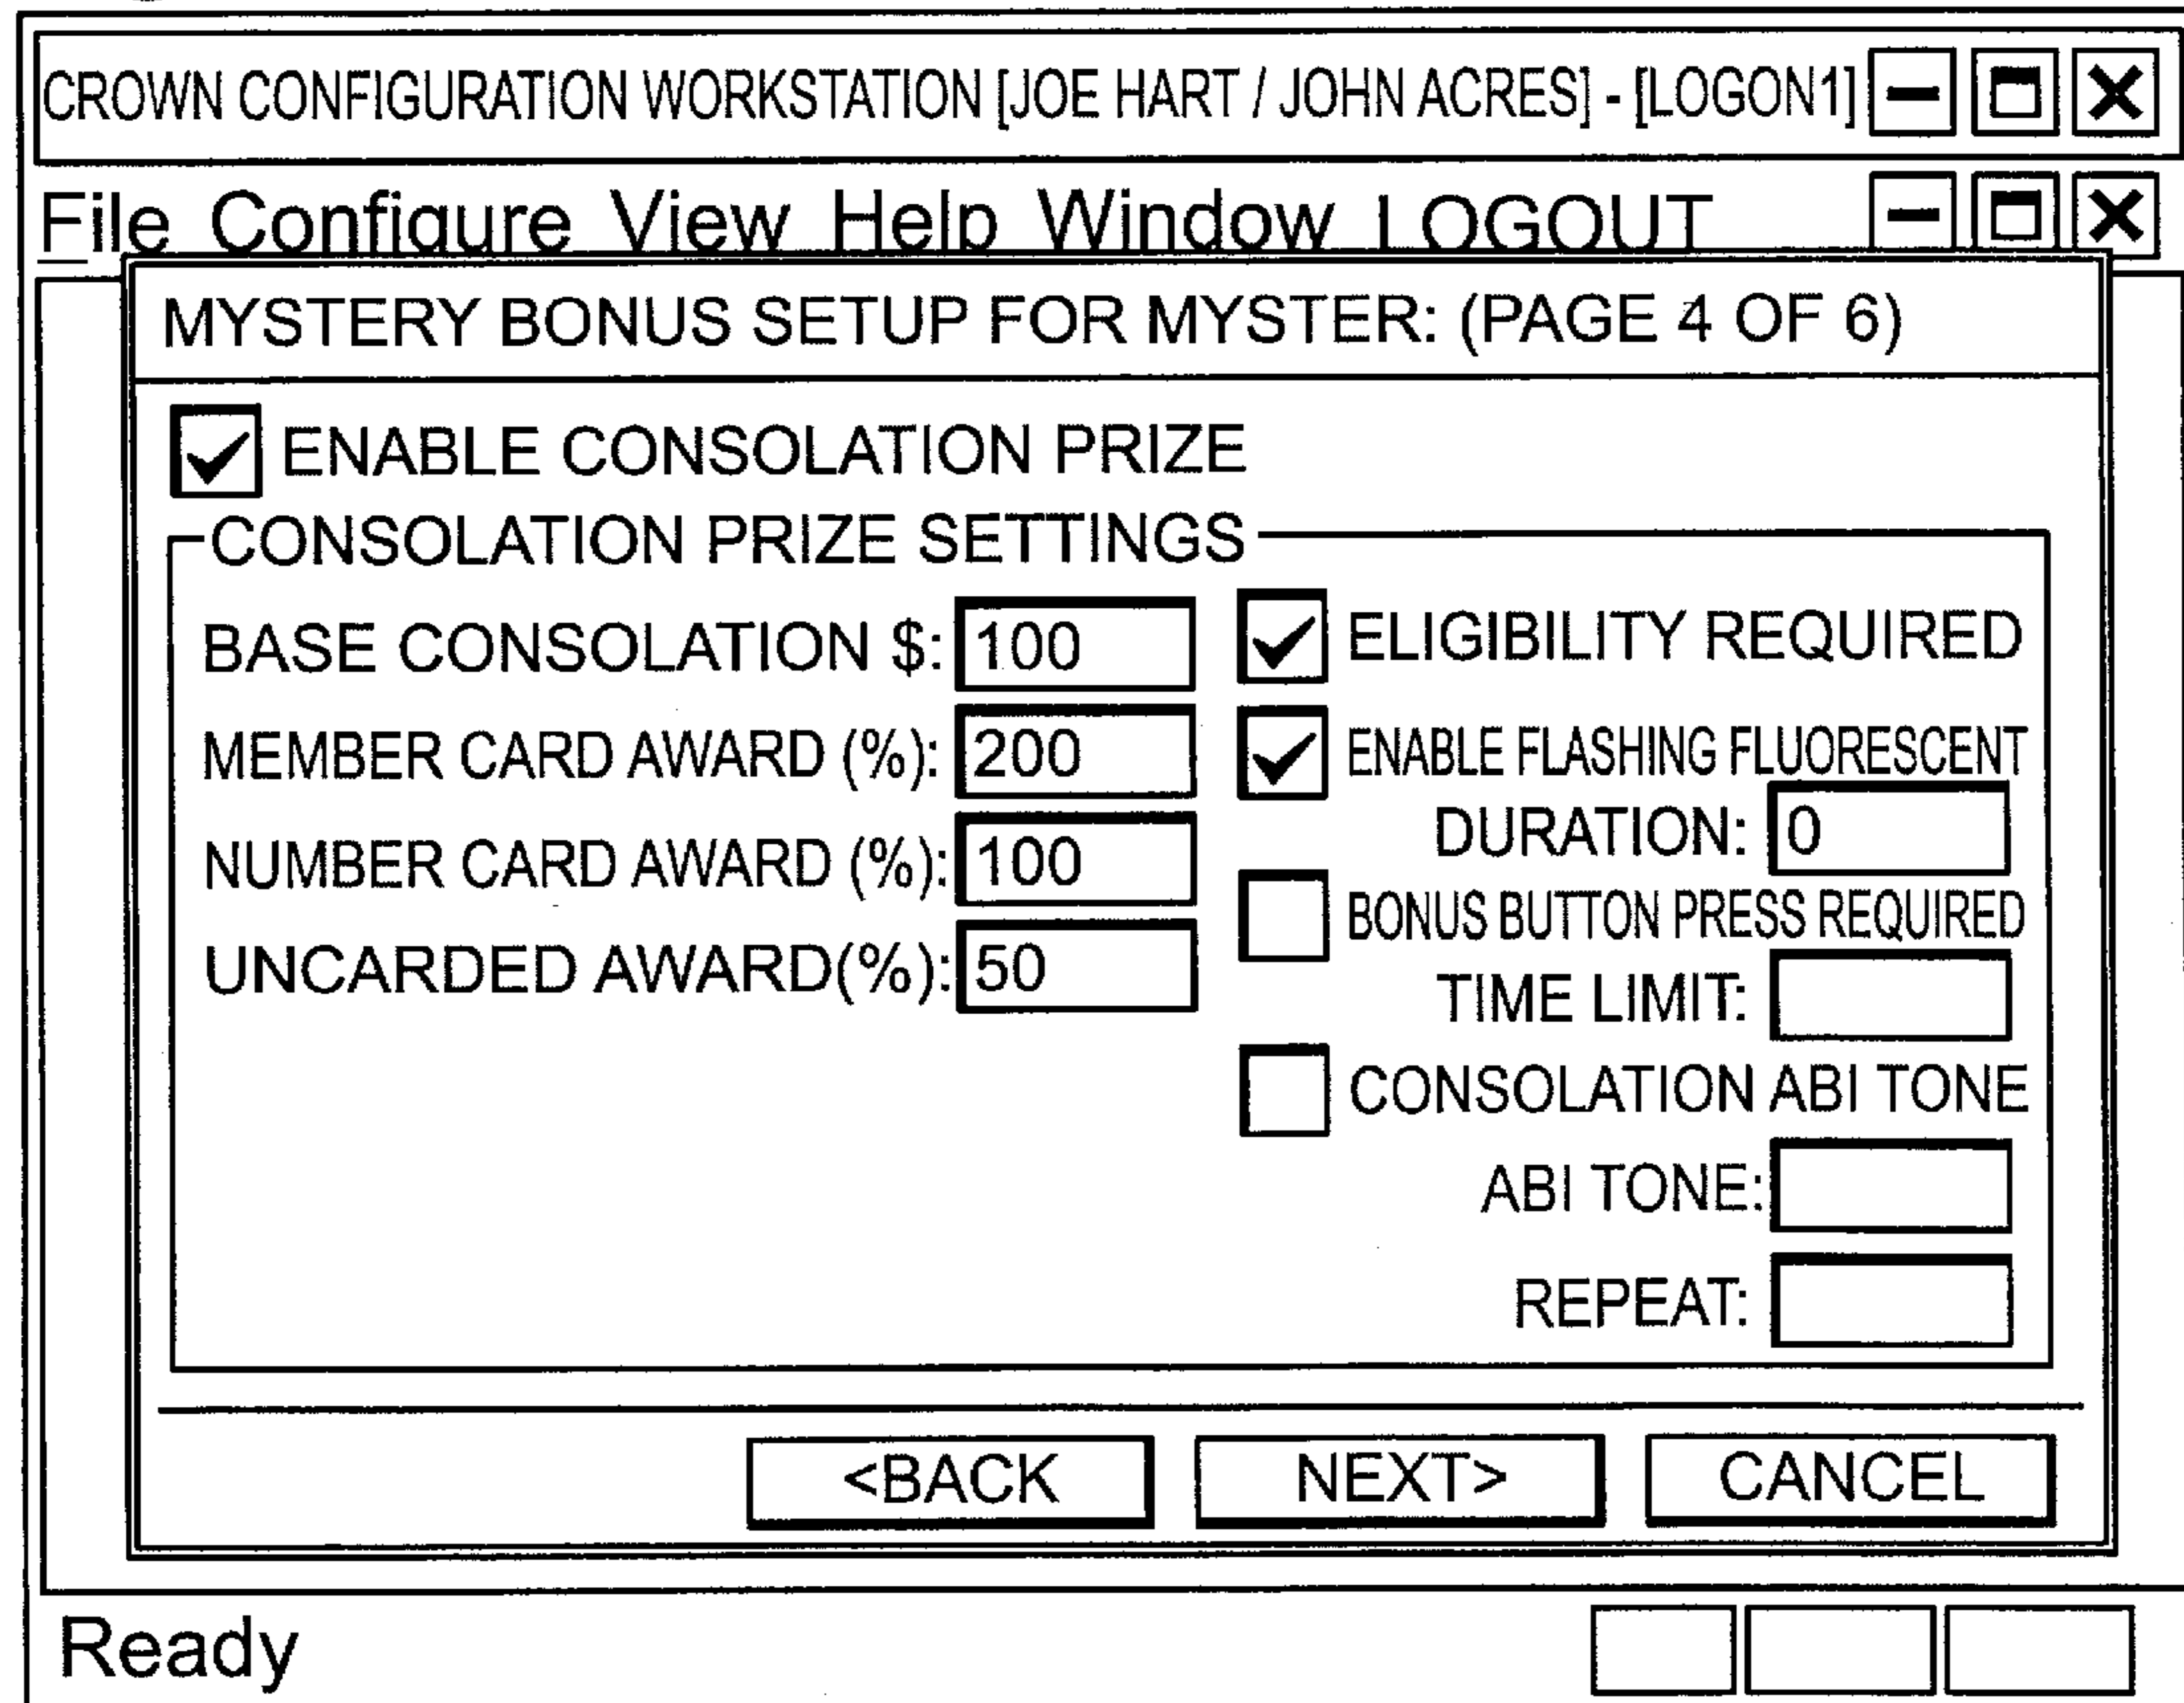 CROWN CONFIGURATION WORKSTATION [JOE HART / JOHN ACRES] - [LOGON1]
File Configure View Help Window LOGOUT
MYSTERY BONUS SETUP FOR MYSTER: (PAGE 4 OF 6)
ENABLE CONSOLATION PRIZE
CONSOLATION PRIZE SETTINGS
BASE CONSOLATION $: 100
MEMBER CARD AWARD (%): 200
NUMBER CARD AWARD (%): 100
UNCARDED AWARD(%): 50
ELIGIBILITY REQUIRED
ENABLE FLASHING FLUORESCENT
DURATION: 0
BONUS BUTTON PRESS REQUIRED
TIME LIMIT:
CONSOLATION ABI TONE
ABI TONE:
REPEAT:
<BACK NEXT> CANCEL
Ready